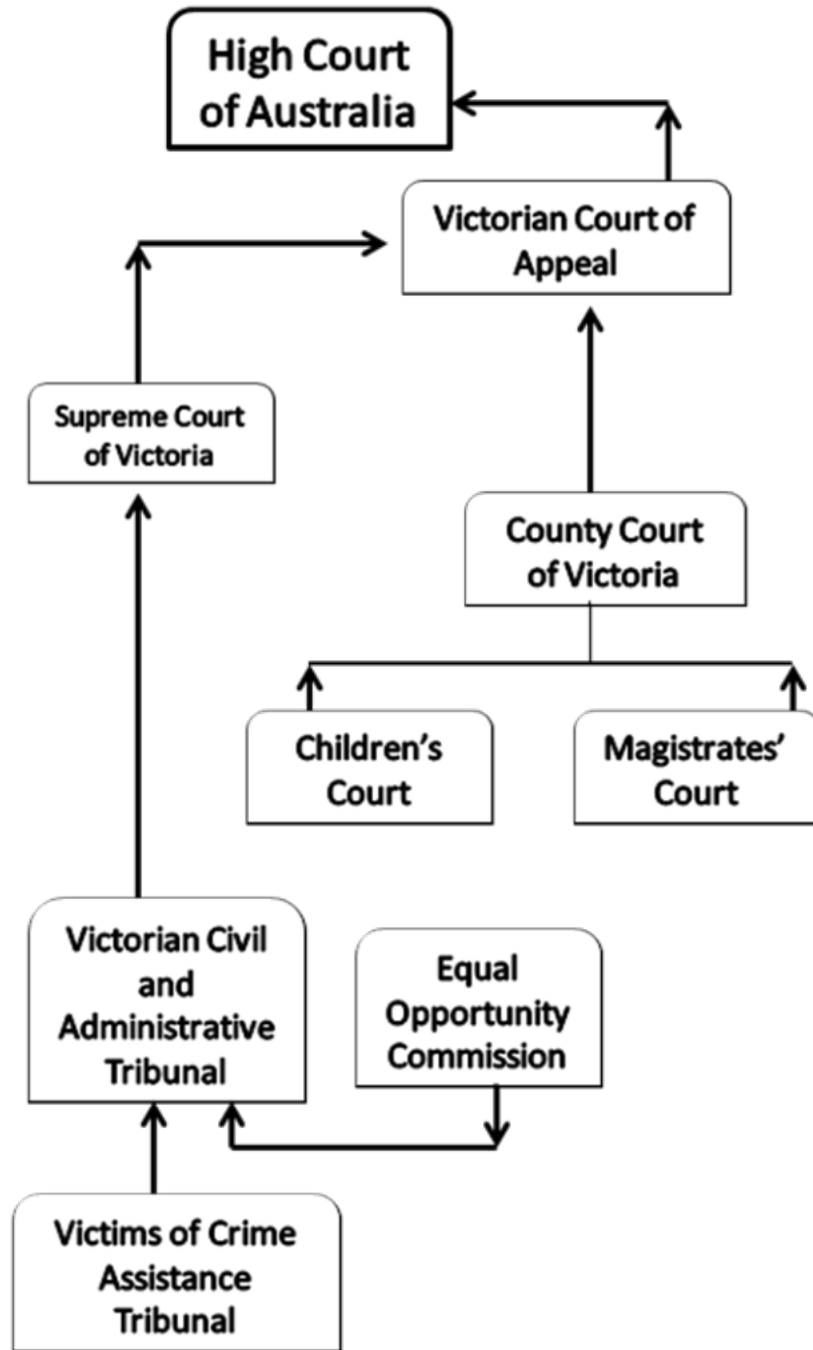 High Court
of Australia
Victorian Court of
Appeal
Supreme Court
of Victoria
County Court
of Victoria
Children's
Court
Magistrates'
Court
Victorian Civil
and
Administrative
Tribunal
Equal
Opportunity
Commission
Victims of Crime
Assistance
Tribunal